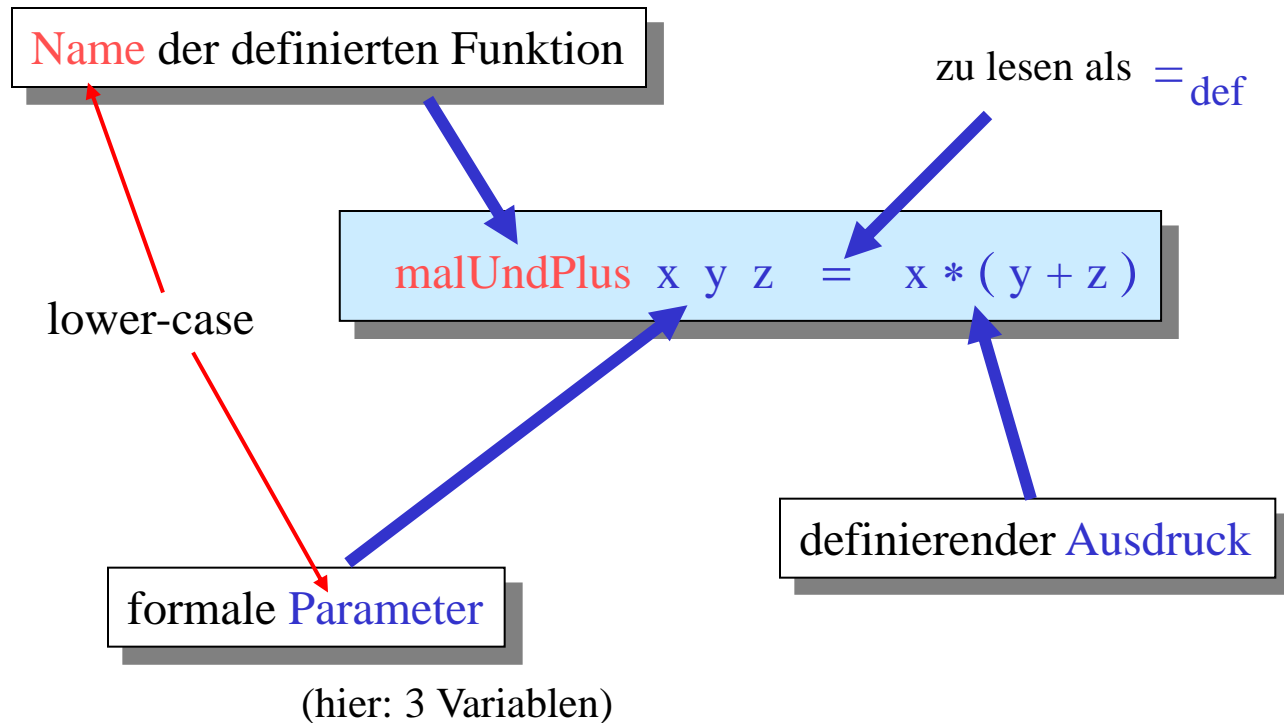 Name der definierten Funktion
zu lesen als =def
malUndPlus x y z = x * ( y + z )
lower-case
definierender Ausdruck
formale Parameter
(hier: 3 Variablen)